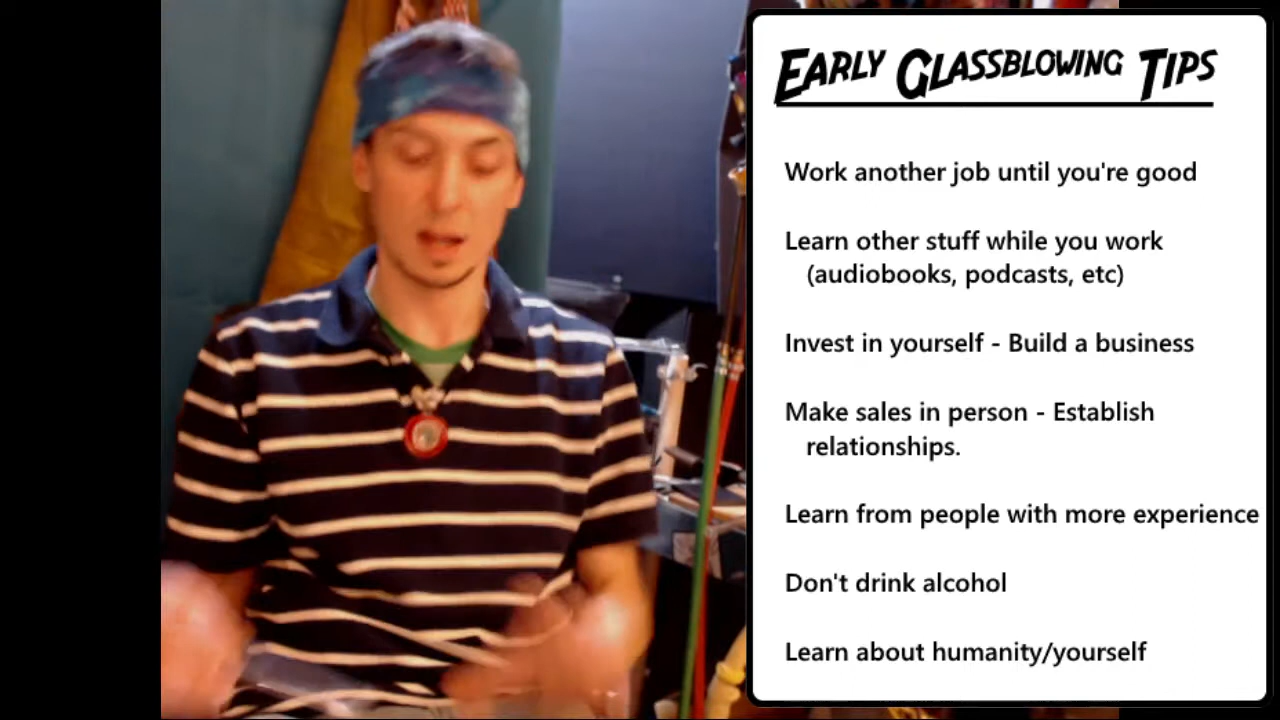 Early Glassblowing Tips
Work another job until you're good
Learn other stuff while you work
(audiobooks, podcasts, etc)
Invest in yourself - Build a business
Make sales in person - Establish
relationships.
Learn from people with more experience
Don't drink alcohol
Learn about humanity/yourself